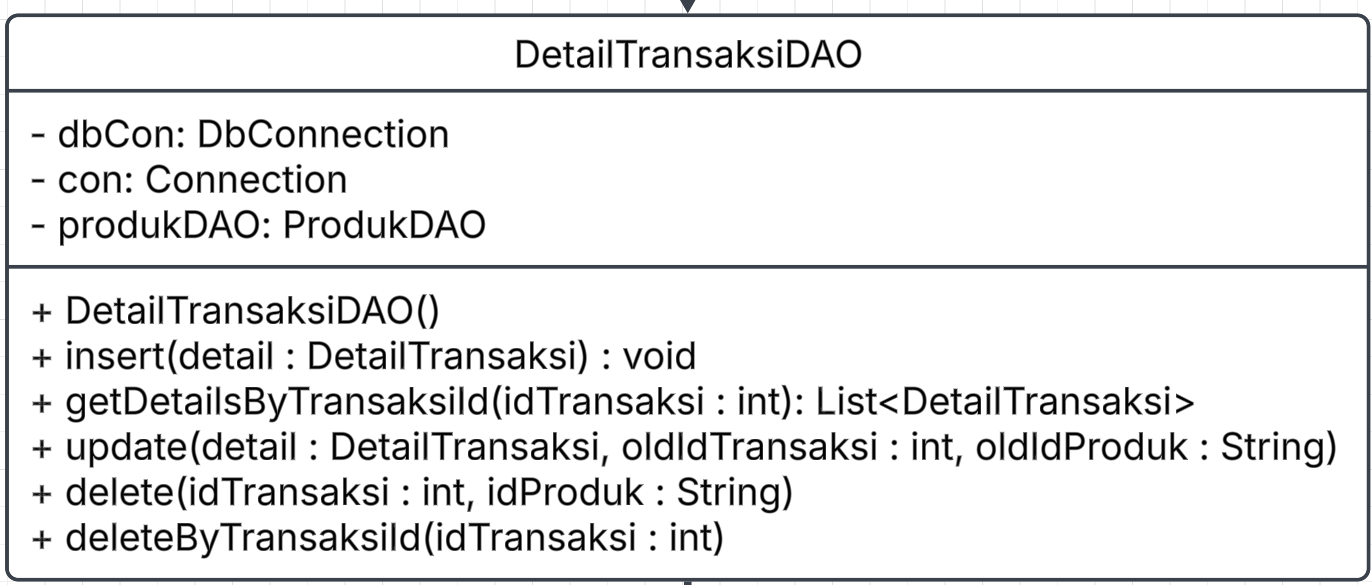 DetailTransaksiDAO
- dbCon: DbConnection
- con: Connection
- produkDAO: ProdukDAO
+ DetailTransaksiDAO()
+ insert(detail : DetailTransaksi) : void
+ getDetailsByTransaksiId(idTransaksi : int): List<DetailTransaksi>
+ update(detail : DetailTransaksi, oldIdTransaksi : int, oldIdProduk : String)
+ delete(idTransaksi : int, idProduk : String)
+ deleteByTransaksiId(idTransaksi : int)